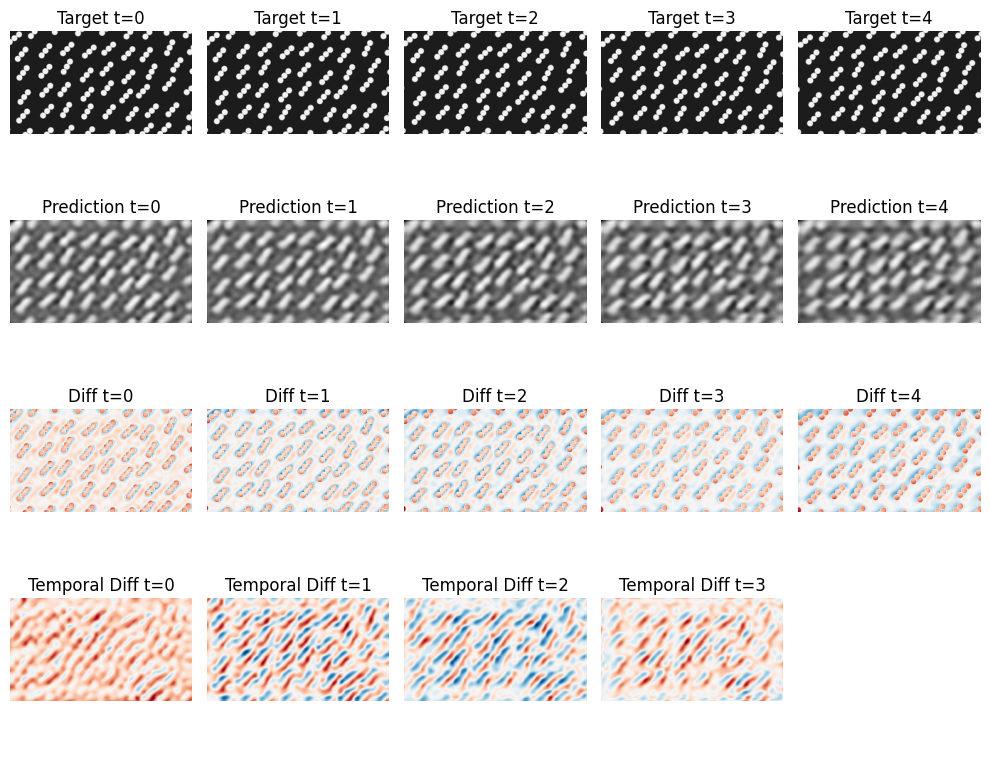 Target t=0 Target t=1 Target t=2 Target t=3 Target t=4
Prediction t=0 Prediction t=1 Prediction t=2 Prediction t=3 Prediction t=4
Diff t=0 Diff t=1 Diff t=2 Diff t=3 Diff t=4
Temporal Diff t=0 Temporal Diff t=1 Temporal Diff t=2 Temporal Diff t=3